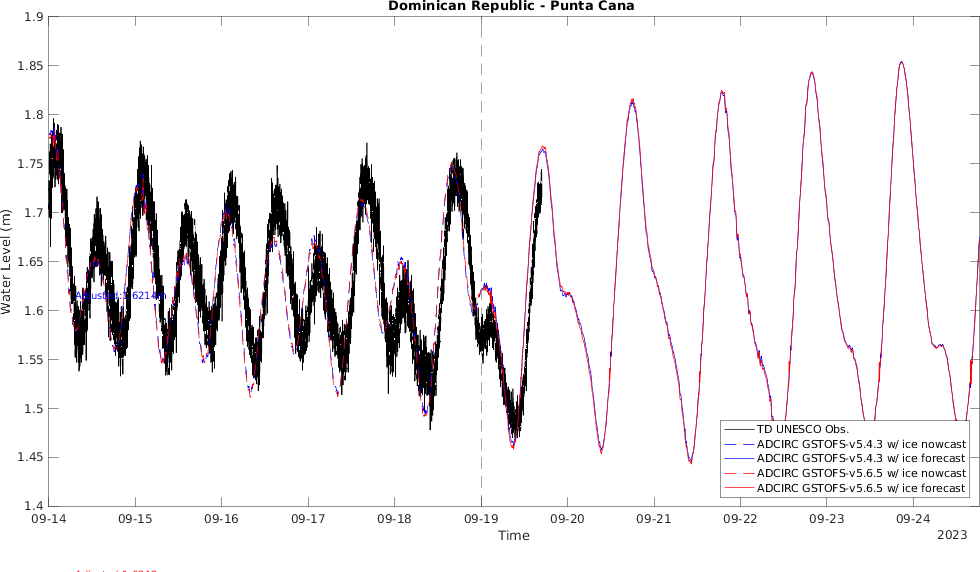 Dominican Republic - Punta Cana
1.9
1.85
1.8
1.75
1.7
1.65
1.6
1.55
1.5
1.45
1.4
Water Level (m)
TD UNESCO Obs.
ADCIRC GSTOFS-v5.4.3 w/ ice nowcast
ADCIRC GSTOFS-v5.4.3 w/ ice forecast
ADCIRC GSTOFS-v5.6.5 w/ ice nowcast
ADCIRC GSTOFS-v5.6.5 w/ ice forecast
09-14 09-15 09-16 09-17 09-18 09-19 09-20 09-21 09-22 09-23 09-24
Time
2023